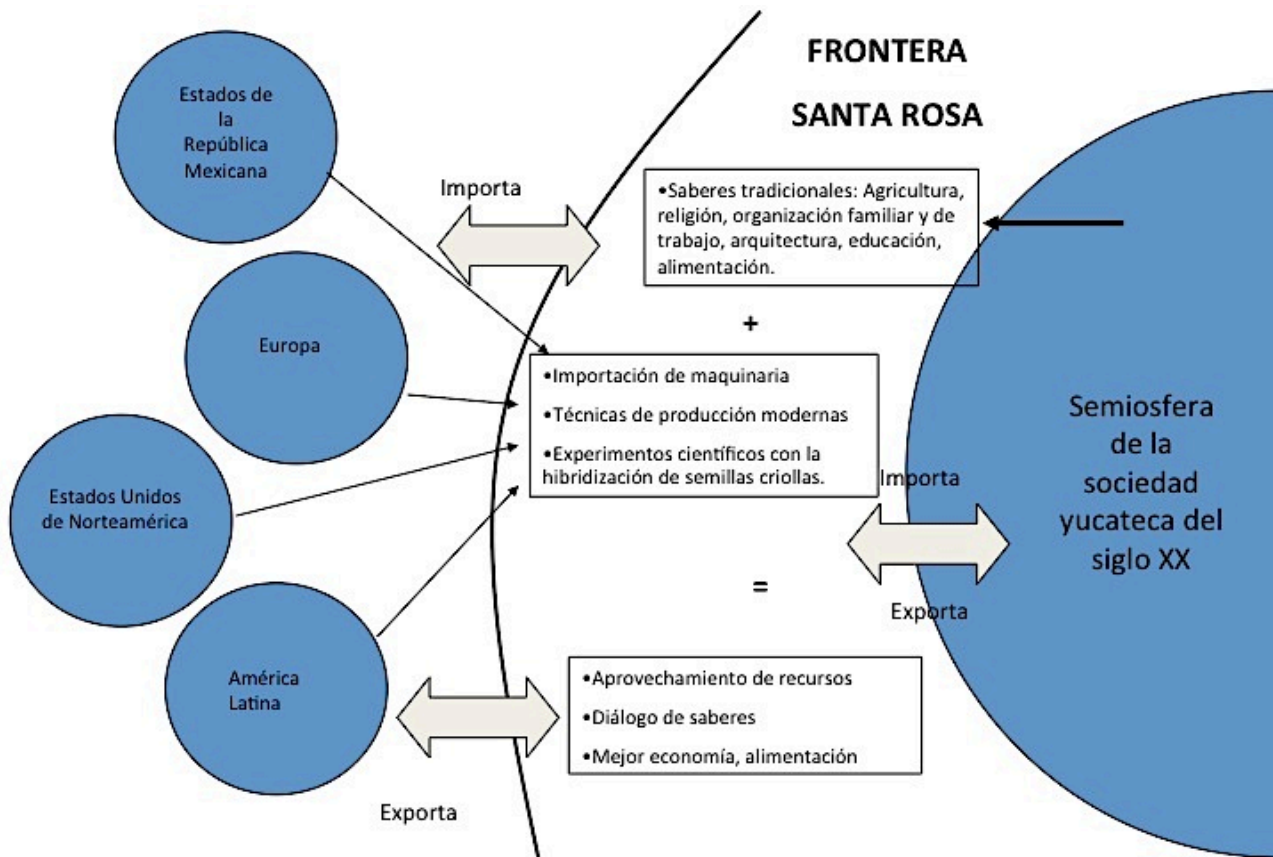 FRONTERA
SANTA ROSA
Estados de
la
República
Mexicana
Importa
•Saberes tradicionales: Agricultura,
religión, organización familiar y de
trabajo, arquitectura, educación,
alimentación.
+
Europa
•Importación de maquinaria
•Técnicas de producción modernas
•Experimentos científicos con la
hibridización de semillas criollas.
Estados Unidos
de Norteamérica
Importa
Exporta
Semiosfera
de la
sociedad
yucateca del
siglo XX
=
América
Latina
•Aprovechamiento de recursos
•Diálogo de saberes
•Mejor economía, alimentación
Exporta